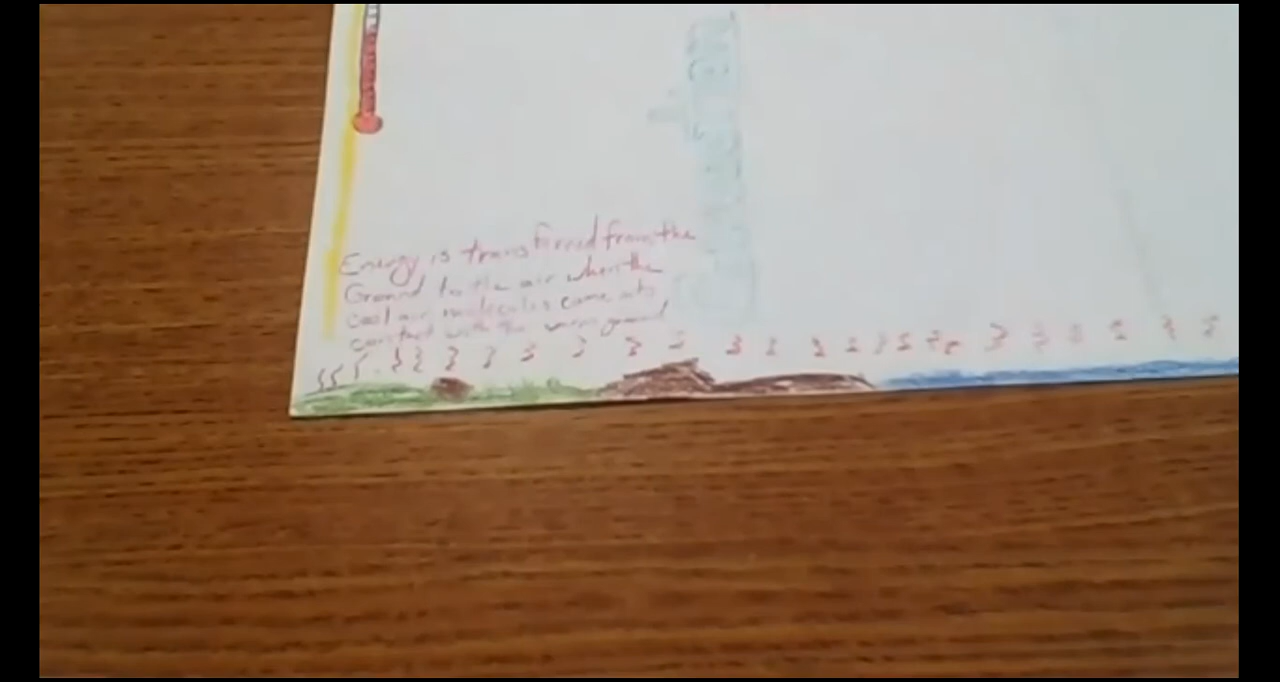 Energy is transferred from the
Ground to the air when the
cool air molecules come into
contact with the warm ground